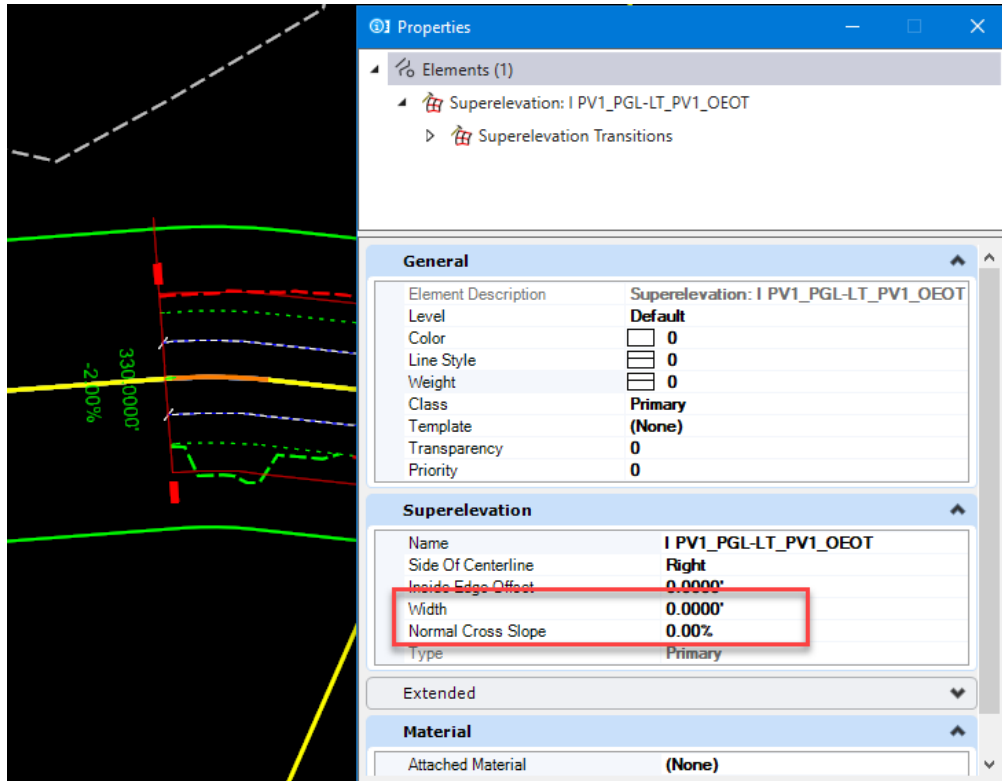 Properties
Elements (1)
Superelevation: I PV1_PGL-LT_PV1_OEOT
Superelevation Transitions
General
Element Description Superelevation: I PV1_PGL-LT_PV1_OEOT
Level Default
Color 0
Line Style 0
Weight 0
Class Primary
Template (None)
Transparency 0
Priority 0
Superelevation
Name I PV1_PGL-LT_PV1_OEOT
Side Of Centerline Right
Inside Edge Offset 0.0000'
Width 0.0000'
Normal Cross Slope 0.00%
Type Primary
Extended
Material
Attached Material (None)
330.0000'
-2.00%